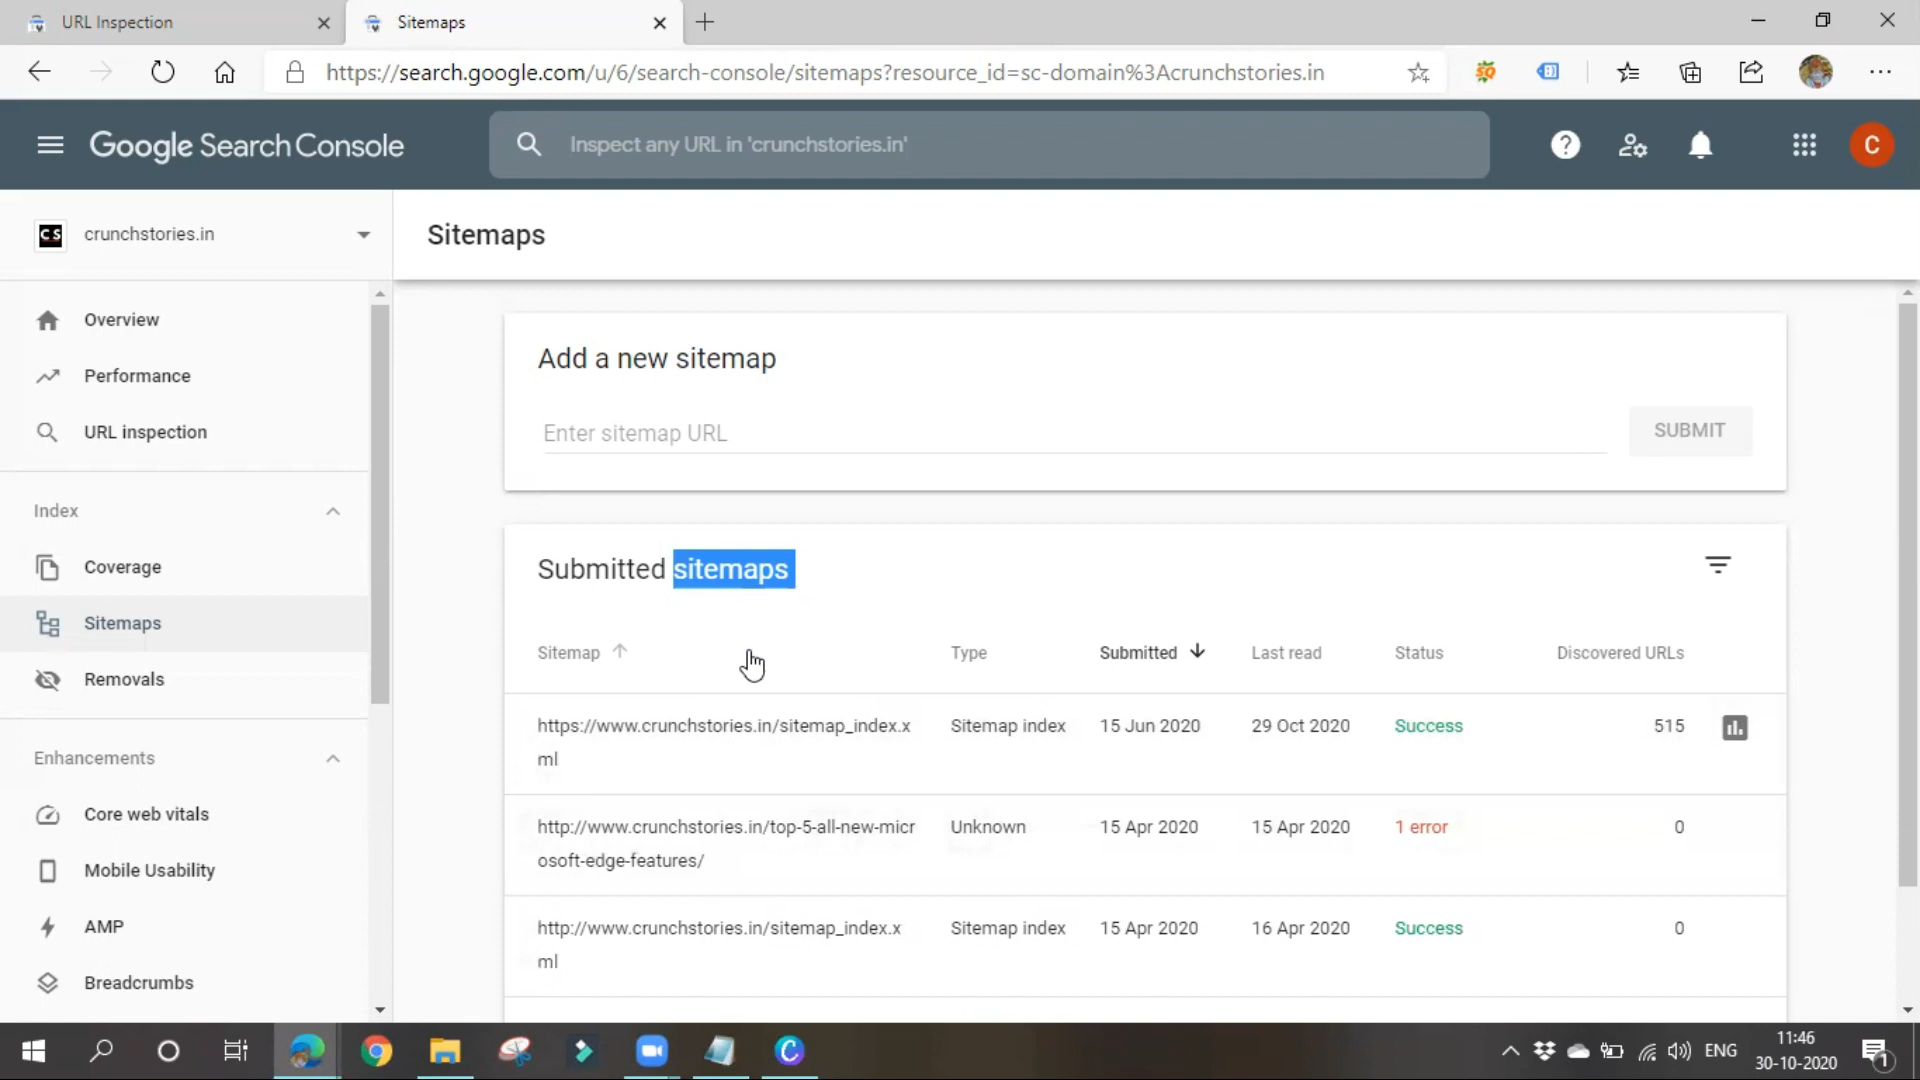 URL Inspection
Sitemaps
https://search.google.com/u/6/search-console/sitemaps?resource_id=sc-domain%3Acrunchstories.in
Google Search Console
Inspect any URL in 'crunchstories.in'
C
CS
crunchstories.in
Sitemaps
Overview
Performance
URL inspection
Index
Coverage
Sitemaps
Removals
Enhancements
Core web vitals
Mobile Usability
AMP
Breadcrumbs
Add a new sitemap
Enter sitemap URL
SUBMIT
Submitted sitemaps
Sitemap Type Submitted Last read Status Discovered URLs
https://www.crunchstories.in/sitemap_index.x Sitemap index 15 Jun 2020 29 Oct 2020 Success 515
ml
http://www.crunchstories.in/top-5-all-new-micr Unknown 15 Apr 2020 15 Apr 2020 1 error 0
osoft-edge-features/
http://www.crunchstories.in/sitemap_index.x Sitemap index 15 Apr 2020 16 Apr 2020 Success 0
ml
ENG
11:46
30-10-2020
1